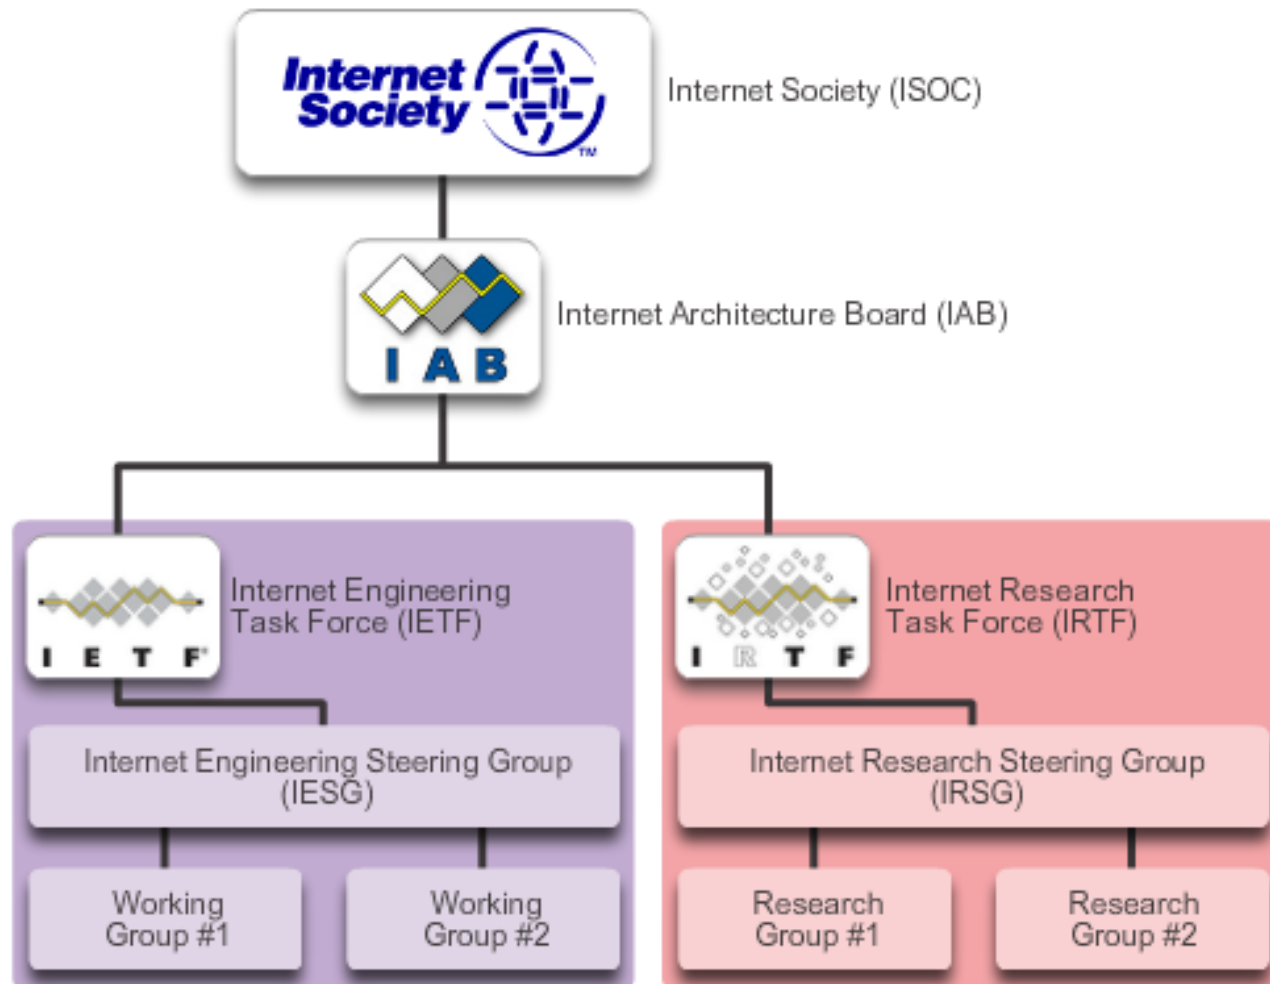 Internet
Society
TM
Internet Society (ISOC)
I A B
Internet Architecture Board (IAB)
I E T F®
Internet Engineering
Task Force (IETF)
I R T F
Internet Research
Task Force (IRTF)
Internet Engineering Steering Group
(IESG)
Internet Research Steering Group
(IRSG)
Working
Group #1
Working
Group #2
Research
Group #1
Research
Group #2